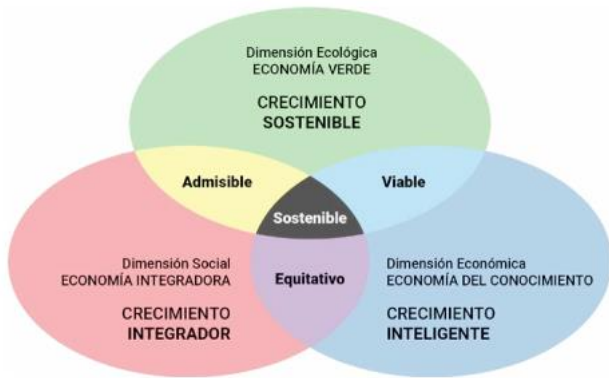 Dimensión Ecológica
ECONOMÍA VERDE
CRECIMIENTO
SOSTENIBLE
Admisible
Viable
Sostenible
Dimensión Social
ECONOMÍA INTEGRADORA
CRECIMIENTO
INTEGRADOR
Equitativo
Dimensión Económica
ECONOMÍA DEL CONOCIMIENTO
CRECIMIENTO
INTELIGENTE